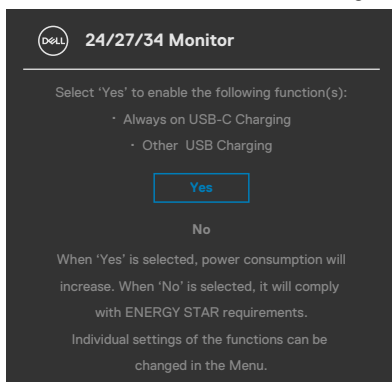 DELL 24/27/34 Monitor
Select ‘Yes’ to enable the following function(s):
· Always on USB-C Charging
· Other USB Charging
Yes
No
When ‘Yes’ is selected, power consumption will
increase. When ‘No’ is selected, it will comply
with ENERGY STAR requirements.
Individual settings of the functions can be
changed in the Menu.